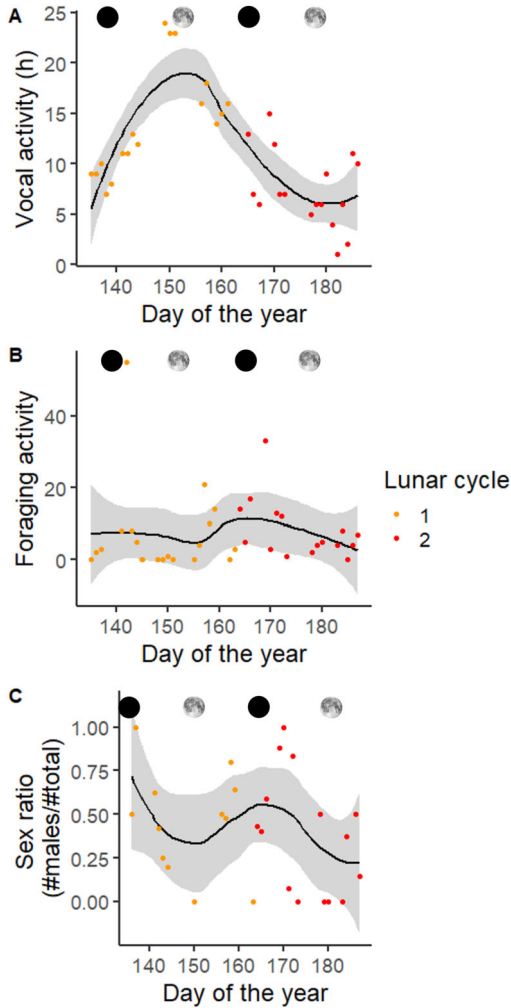 A
Vocal activity (h)
25
20
15
10
5
0
140 150 160 170 180
Day of the year
B
Foraging activity
40
20
0
140 150 160 170 180
Day of the year
Lunar cycle
1
2
C
Sex ratio
(#males/#total)
1.00
0.75
0.50
0.25
0.00
140 150 160 170 180
Day of the year